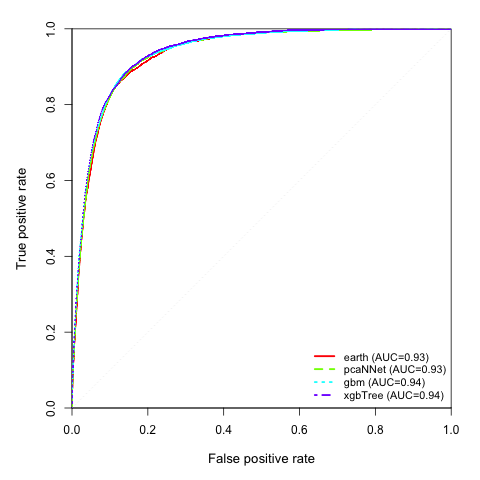 1.0
0.8
0.6
0.4
0.2
0.0
True positive rate
earth (AUC=0.93)
pcaNNet (AUC=0.93)
gbm (AUC=0.94)
xgbTree (AUC=0.94)
0.0 0.2 0.4 0.6 0.8 1.0
False positive rate